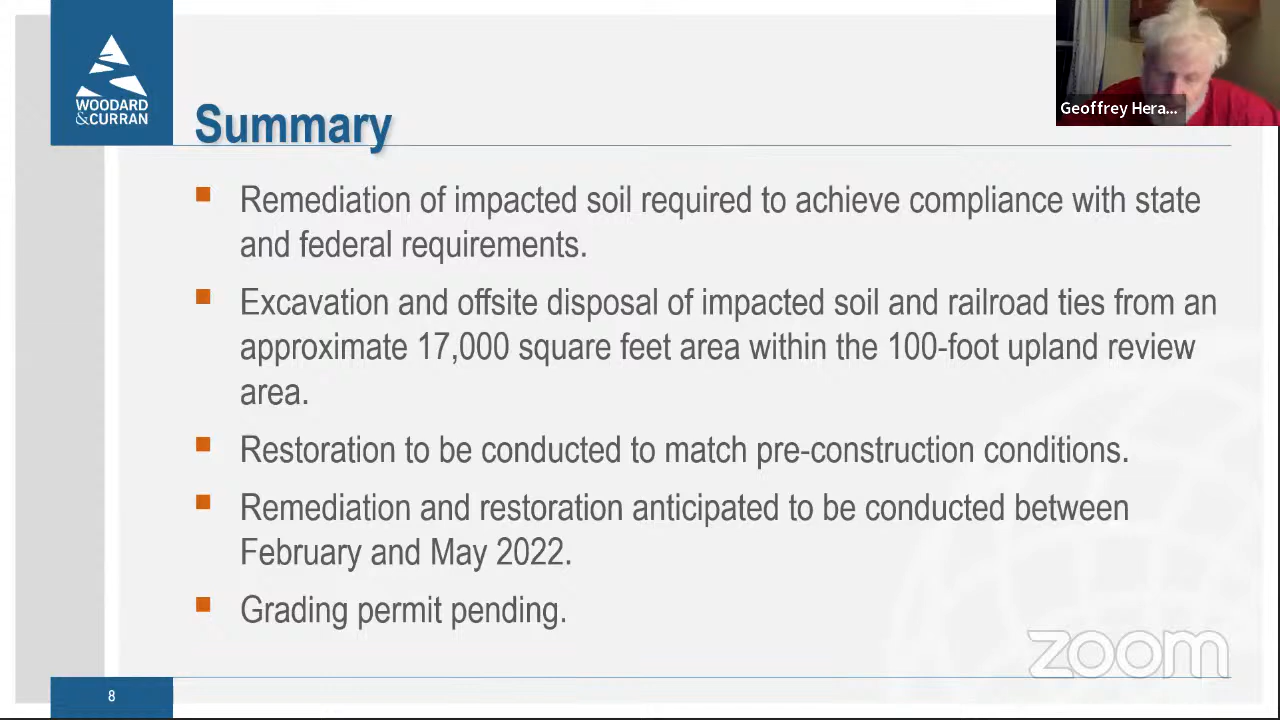 WOODARD
&CURRAN
Summary
Geoffrey Hera...
Remediation of impacted soil required to achieve compliance with state
and federal requirements.
Excavation and offsite disposal of impacted soil and railroad ties from an
approximate 17,000 square feet area within the 100-foot upland review
area.
Restoration to be conducted to match pre-construction conditions.
Remediation and restoration anticipated to be conducted between
February and May 2022.
Grading permit pending.
zoom
8